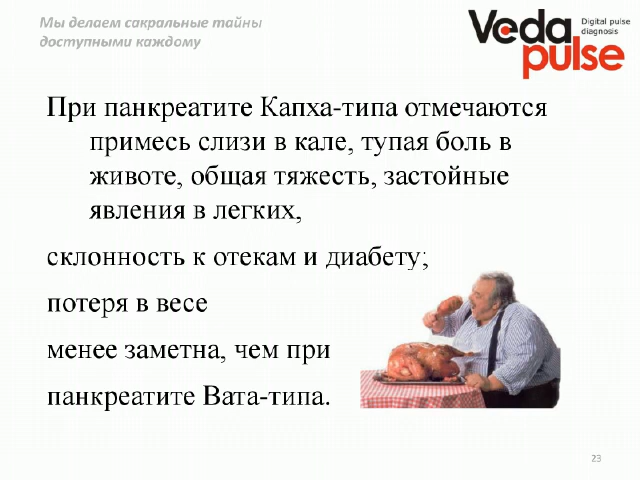 Мы делаем сакральные тайны
доступными каждому
Veda
pulse
Digital pulse
diagnosis
При панкреатите Капха-типа отмечаются
примесь слизи в кале, тупая боль в
животе, общая тяжесть, застойные
явления в легких,
склонность к отекам и диабету;
потеря в весе
менее заметна, чем при
панкреатите Вата-типа.
23